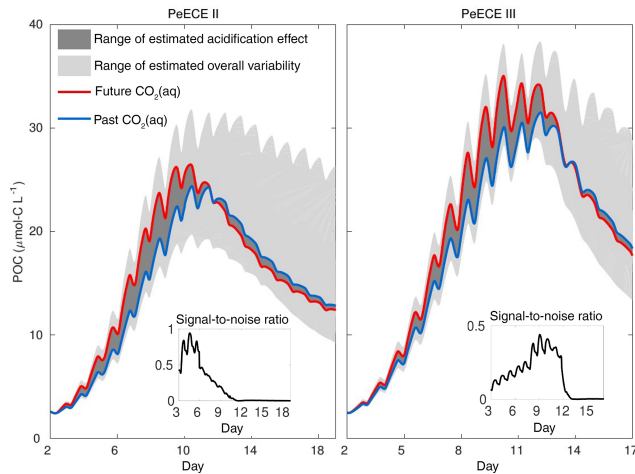 PeECE II
PeECE III
POC (μmol-C L⁻¹)
40
30
20
10
0
Range of estimated acidification effect
Range of estimated overall variability
Future CO₂(aq)
Past CO₂(aq)
Signal-to-noise ratio
1
0.5
0
3 6 9 12 15 18
Day
2 6 10 14 18
Day
Signal-to-noise ratio
0.5
0
3 6 9 12 15
Day
2 5 8 11 14 17
Day